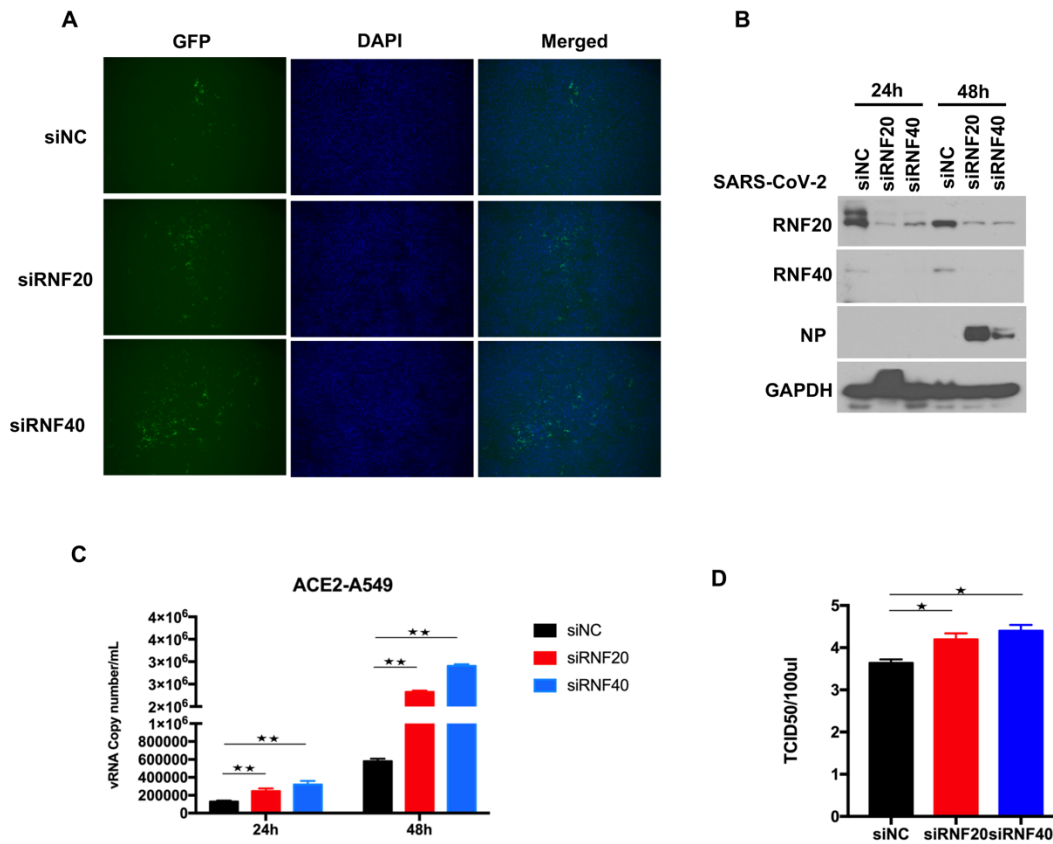 A
GFP DAPI Merged
siNC
siRNF20
siRNF40
B
24h 48h
siNC siRNF20 siRNF40 siNC siRNF20 siRNF40
SARS-CoV-2
RNF20
RNF40
NP
GAPDH
C
ACE2-A549
vRNA Copy number/mL
4×10⁶
4×10⁶
3×10⁶
3×10⁶
2×10⁶
1×10⁶
800000
600000
400000
200000
0
★★ ★★ ★★ ★★
24h 48h
siNC
siRNF20
siRNF40
D
TCID50/100ul
5
4
3
2
1
0
★ ★
siNC siRNF20 siRNF40